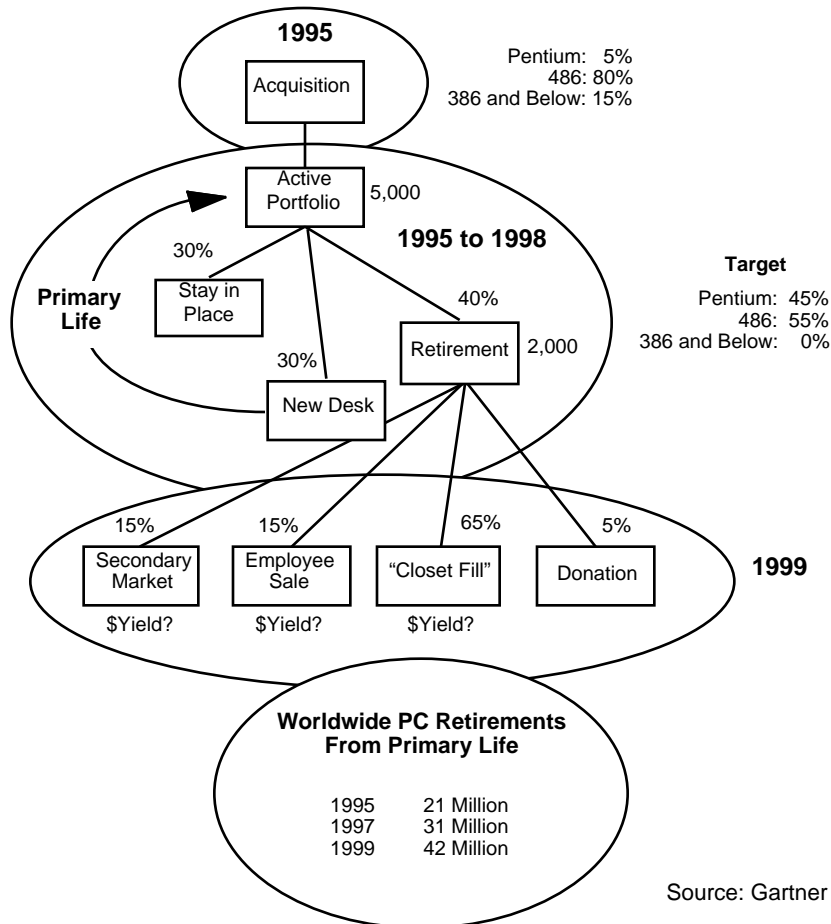 1995
Acquisition
Pentium: 5%
486: 80%
386 and Below: 15%
Active
Portfolio
5,000
1995 to 1998
30%
Stay in
Place
Primary
Life
40%
Retirement
2,000
30%
New Desk
Target
Pentium: 45%
486: 55%
386 and Below: 0%
15%
15%
65%
5%
Secondary
Market
Employee
Sale
“Closet Fill”
Donation
1999
$Yield?
$Yield?
$Yield?
Worldwide PC Retirements
From Primary Life
1995 21 Million
1997 31 Million
1999 42 Million
Source: Gartner